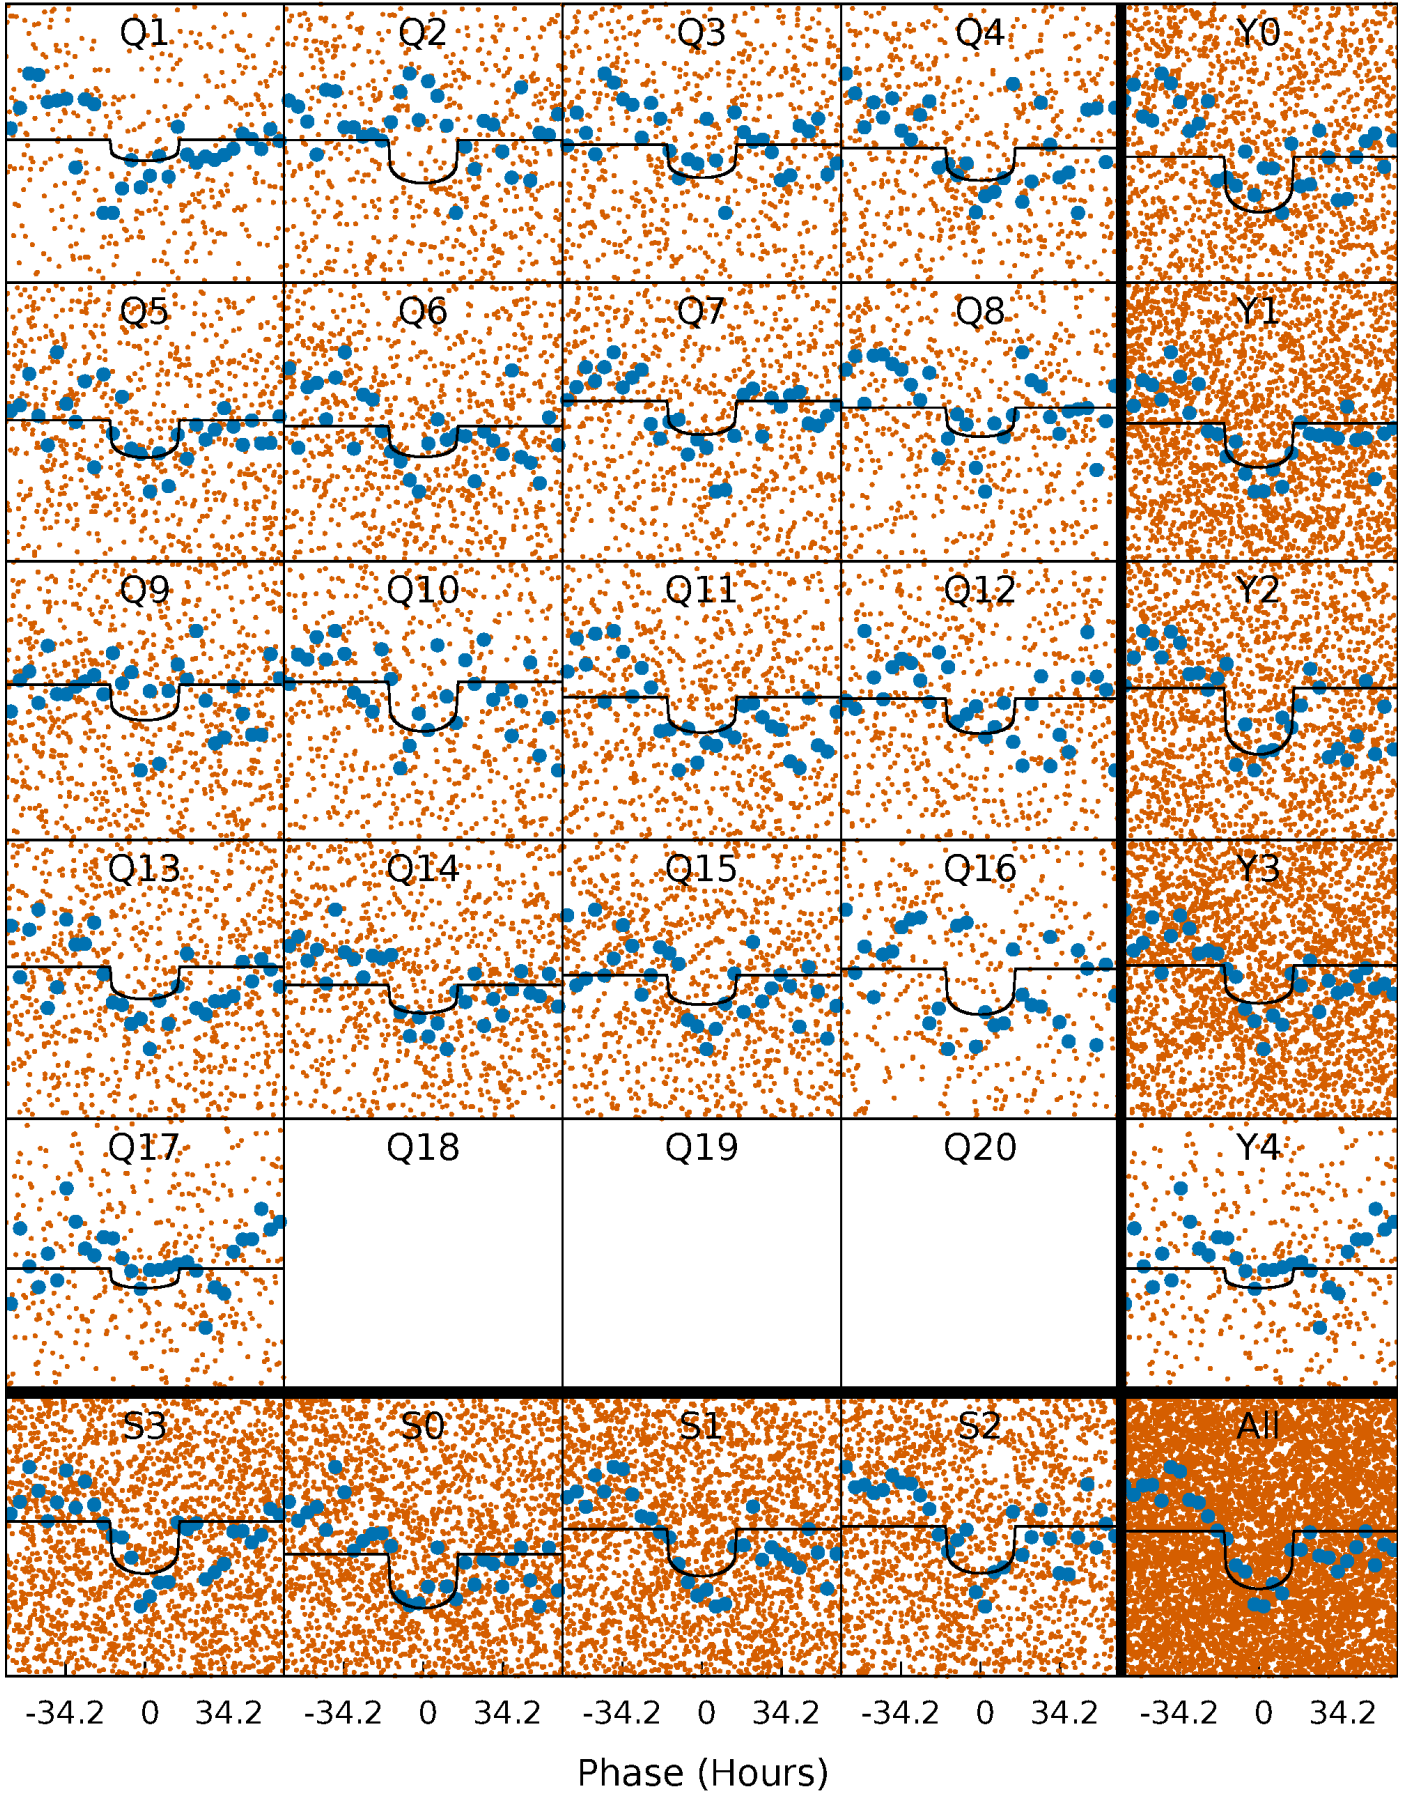 Q1 Q2 Q3 Q4 Y0
Q5 Q6 Q7 Q8 Y1
Q9 Q10 Q11 Q12 Y2
Q13 Q14 Q15 Q16 Y3
Q17 Q18 Q19 Q20 Y4
S3 S0 S1 S2 All
-34.2 0 34.2 -34.2 0 34.2 -34.2 0 34.2 -34.2 0 34.2 -34.2 0 34.2
Phase (Hours)